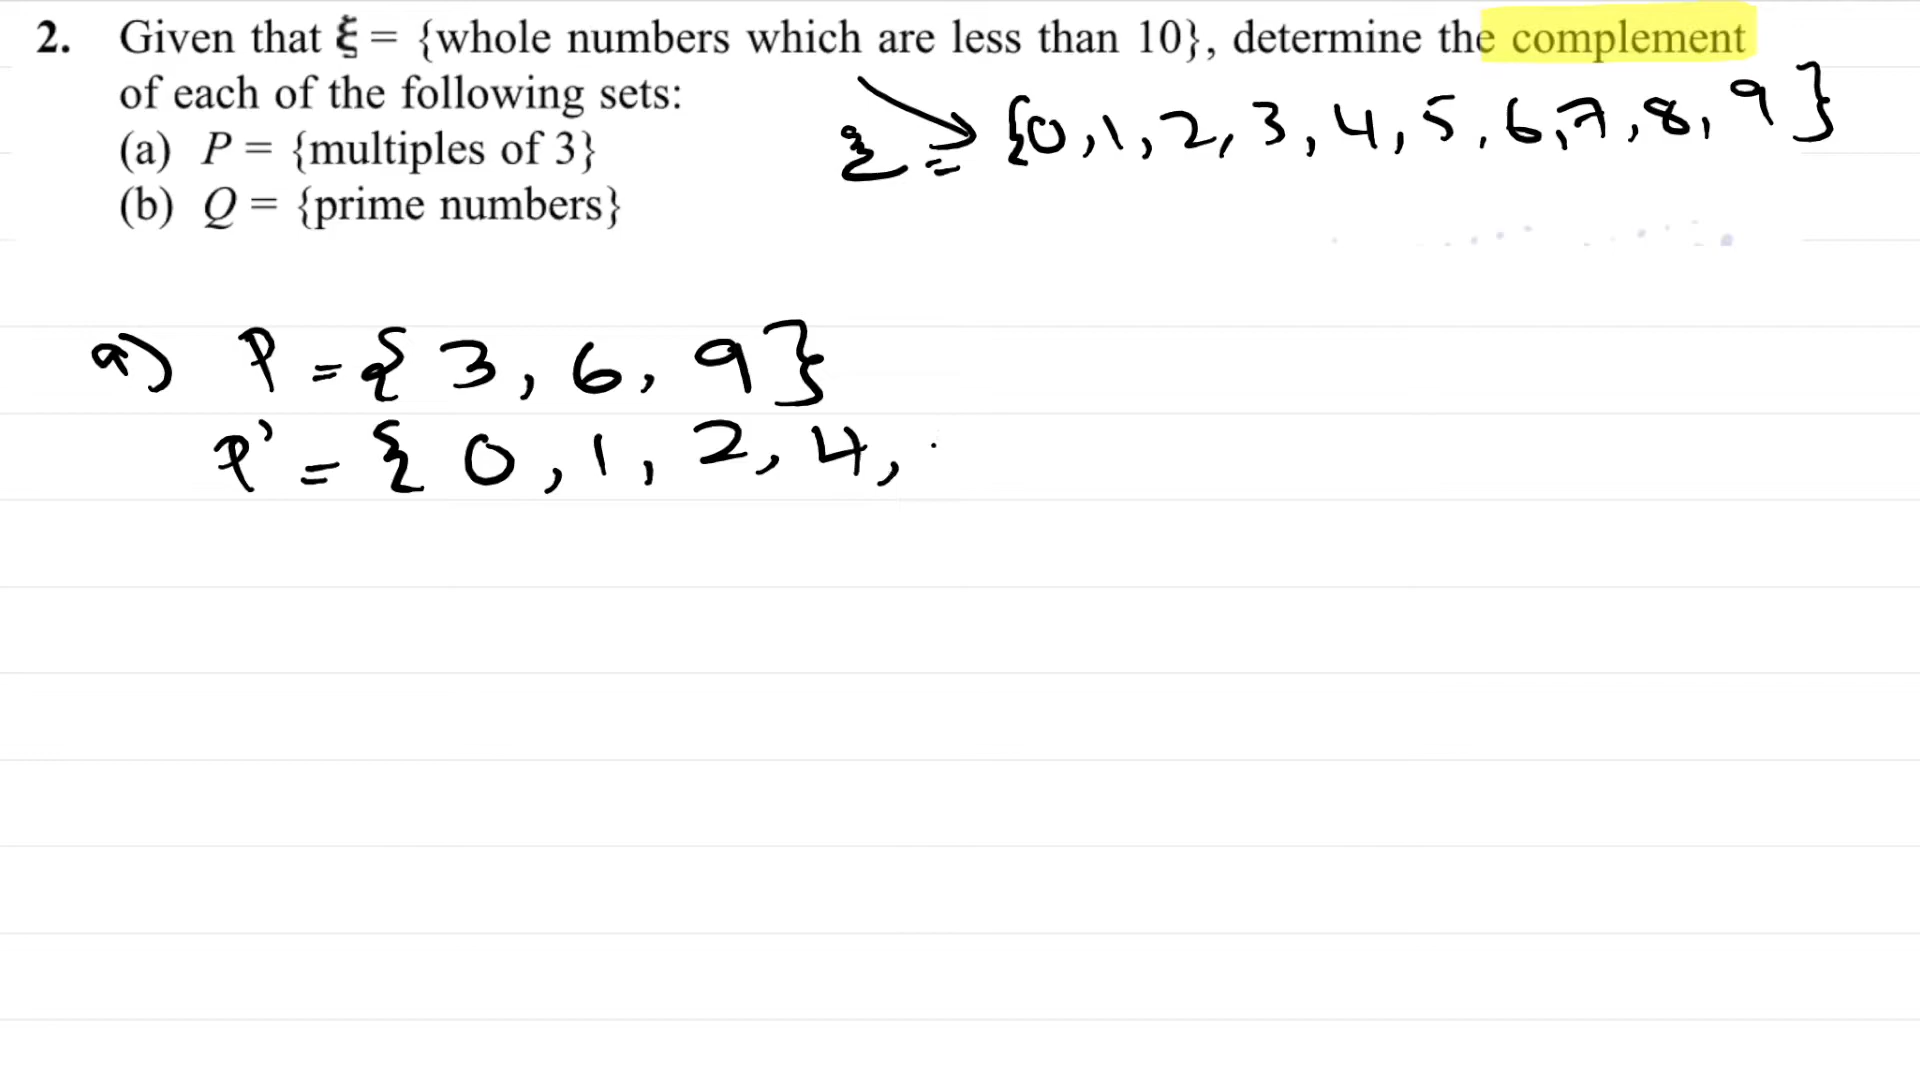 2. Given that ξ = {whole numbers which are less than 10}, determine the complement
of each of the following sets:
(a) P = {multiples of 3}
(b) Q = {prime numbers}
ξ = {0,1,2,3,4,5,6,7,8,9}
a) P = {3,6,9}
P' = {0,1,2,4,